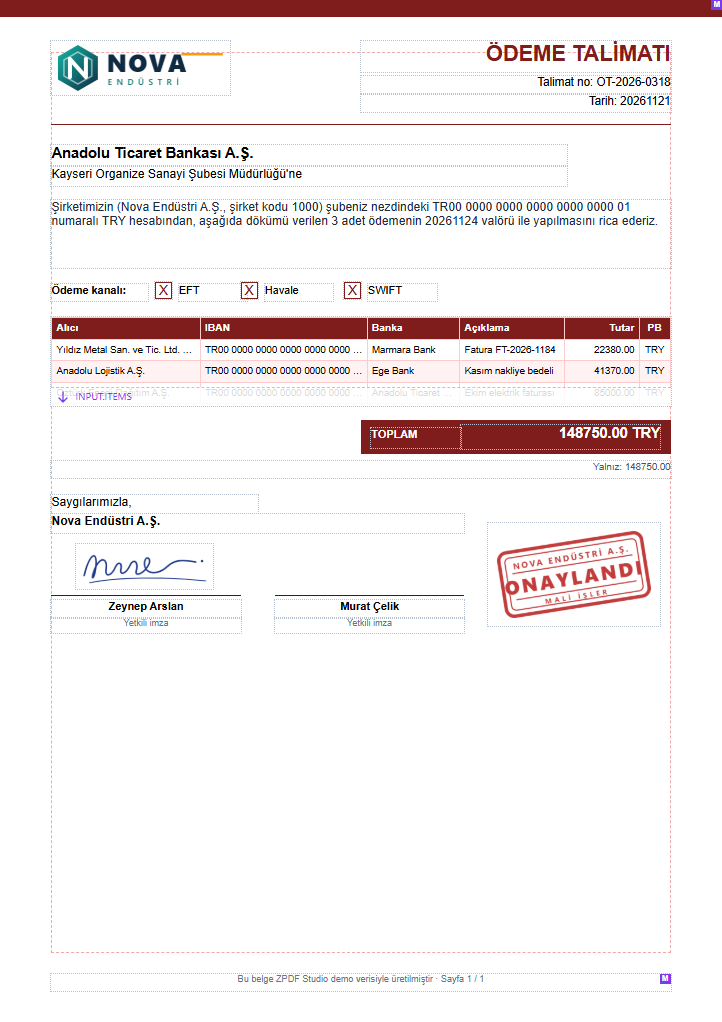 M
NOVA
ENDÜSTRİ
ÖDEME TALİMATI
Talimat no: OT-2026-0318
Tarih: 20261121
Anadolu Ticaret Bankası A.Ş.
Kayseri Organize Sanayi Şubesi Müdürlüğü'ne
Şirketimizin (Nova Endüstri A.Ş., şirket kodu 1000) şubeniz nezdindeki TR00 0000 0000 0000 0000 0000 01
numaralı TRY hesabından, aşağıda dökümü verilen 3 adet ödemenin 20261124 valörü ile yapılmasını rica ederiz.
Ödeme kanalı: X EFT X Havale X SWIFT
Alıcı IBAN Banka Açıklama Tutar PB
Yıldız Metal San. ve Tic. Ltd. ... TR00 0000 0000 0000 0000 0000 ... Marmara Bank Fatura FT-2026-1184 22380.00 TRY
Anadolu Lojistik A.Ş. TR00 0000 0000 0000 0000 0000 ... Ege Bank Kasım nakliye bedeli 41370.00 TRY
INPUT.ITEMS A.Ş. TR00 0000 0000 0000 0000 0000 ... Anadolu Ticaret ... Ekim elektrik faturası 85000.00 TRY
TOPLAM 148750.00 TRY
Yalnız: 148750.00
Saygılarımızla,
Nova Endüstri A.Ş.
NOVA ENDÜSTRİ A.Ş.
ONAYLANDI
MALİ İŞLER
Zeynep Arslan Murat Çelik
Yetkili imza Yetkili imza
Bu belge ZPDF Studio demo verisiyle üretilmiştir · Sayfa 1 / 1
M